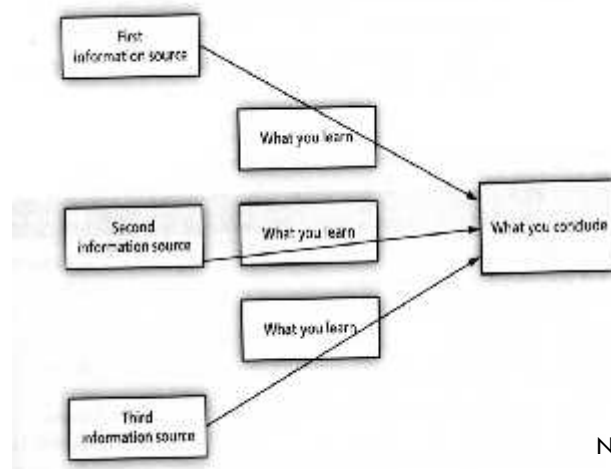 First
information source
What you learn
Second
information source
What you learn
What you conclude
What you learn
Third
information source
N